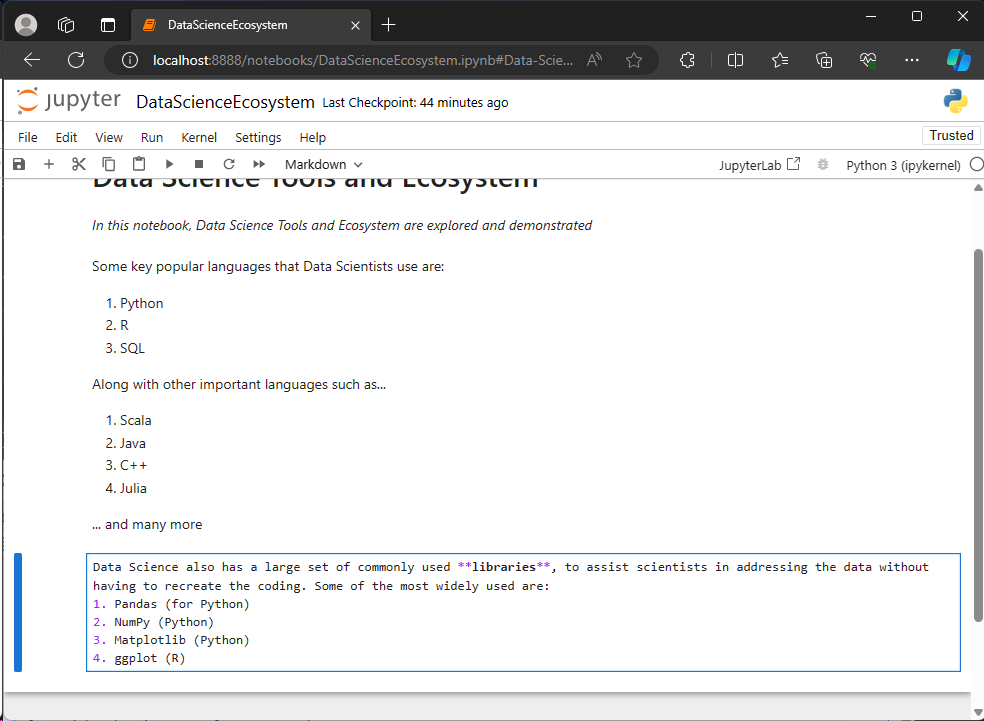 DataScienceEcosystem
localhost:8888/notebooks/DataScienceEcosystem.ipynb#Data-Scie...
jupyter DataScienceEcosystem Last Checkpoint: 44 minutes ago
File Edit View Run Kernel Settings Help Trusted
Markdown JupyterLab Python 3 (ipykernel)
Data Science Tools and Ecosystem
In this notebook, Data Science Tools and Ecosystem are explored and demonstrated
Some key popular languages that Data Scientists use are:
1. Python
2. R
3. SQL
Along with other important languages such as...
1. Scala
2. Java
3. C++
4. Julia
... and many more
Data Science also has a large set of commonly used **libraries**, to assist scientists in addressing the data without
having to recreate the coding. Some of the most widely used are:
1. Pandas (for Python)
2. NumPy (Python)
3. Matplotlib (Python)
4. ggplot (R)